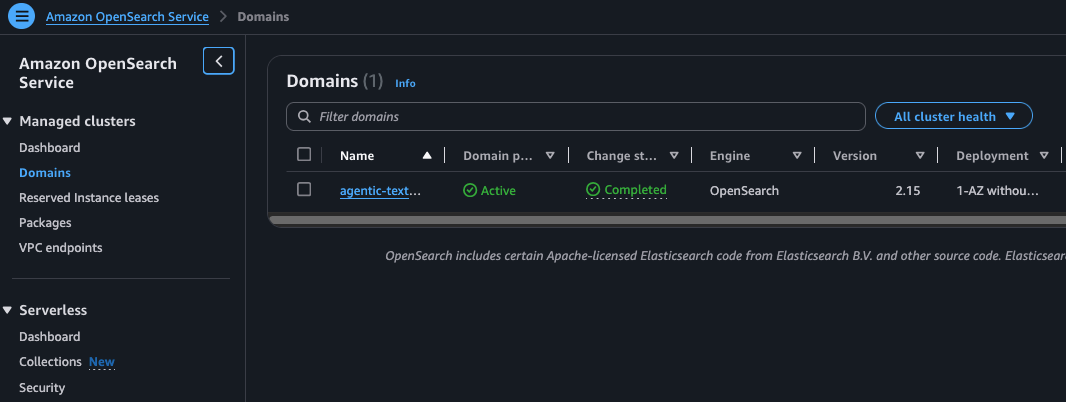 Amazon OpenSearch Service > Domains
Amazon OpenSearch Service
Managed clusters
Dashboard
Domains
Reserved Instance leases
Packages
VPC endpoints
Serverless
Dashboard
Collections New
Security
Domains (1) Info
Filter domains
All cluster health
Name Domain p... Change st... Engine Version Deployment
agentic-text... Active Completed OpenSearch 2.15 1-AZ withou...
OpenSearch includes certain Apache-licensed Elasticsearch code from Elasticsearch B.V. and other source code. Elasticsear